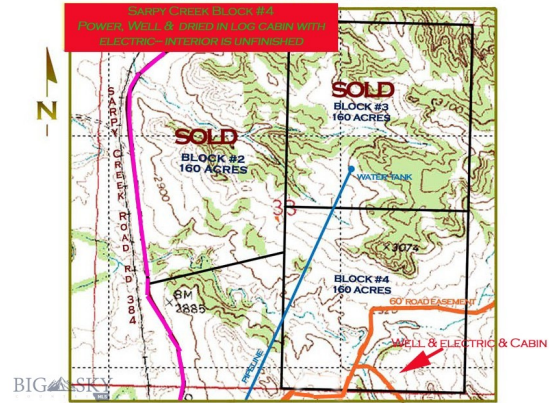 SARPY CREEK BLOCK #4
POWER, WELL & DRIED IN LOG CABIN WITH
ELECTRIC- INTERIOR IS UNFINISHED
N
SARPY CREEK ROAD RD 384
2900
SOLD
BLOCK #2
160 ACRES
SOLD
BLOCK #3
160 ACRES
WATER TANK
33
×3074
BLOCK #4
160 ACRES
×BM
2885
60' ROAD EASEMENT
WELL & ELECTRIC & CABIN
PIPELINE
BIG SKY
MLS